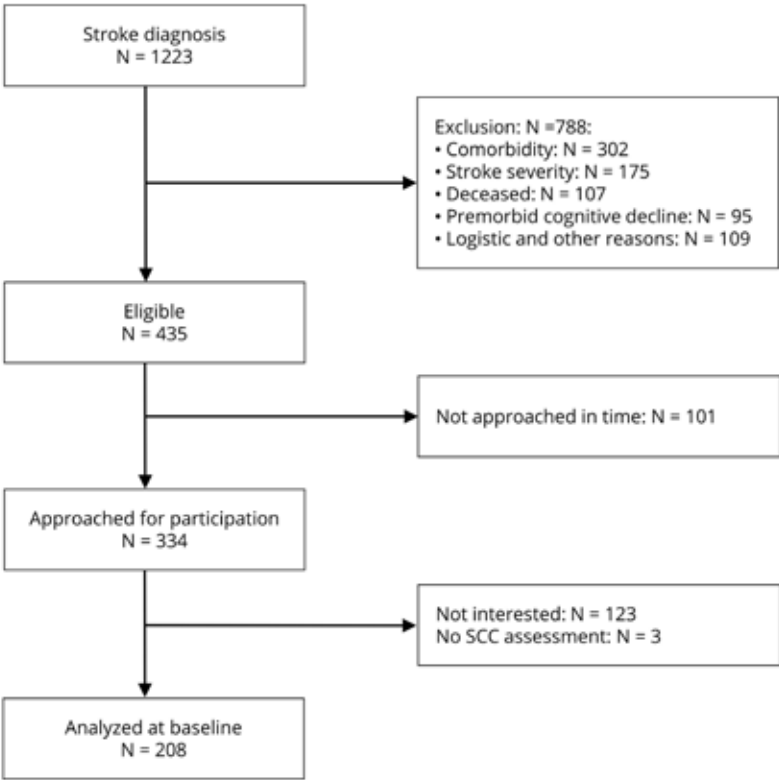 Stroke diagnosis
N = 1223
Exclusion: N =788:
• Comorbidity: N = 302
• Stroke severity: N = 175
• Deceased: N = 107
• Premorbid cognitive decline: N = 95
• Logistic and other reasons: N = 109
Eligible
N = 435
Not approached in time: N = 101
Approached for participation
N = 334
Not interested: N = 123
No SCC assessment: N = 3
Analyzed at baseline
N = 208